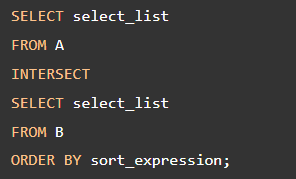 SELECT select_list
FROM A
INTERSECT
SELECT select_list
FROM B
ORDER BY sort_expression;